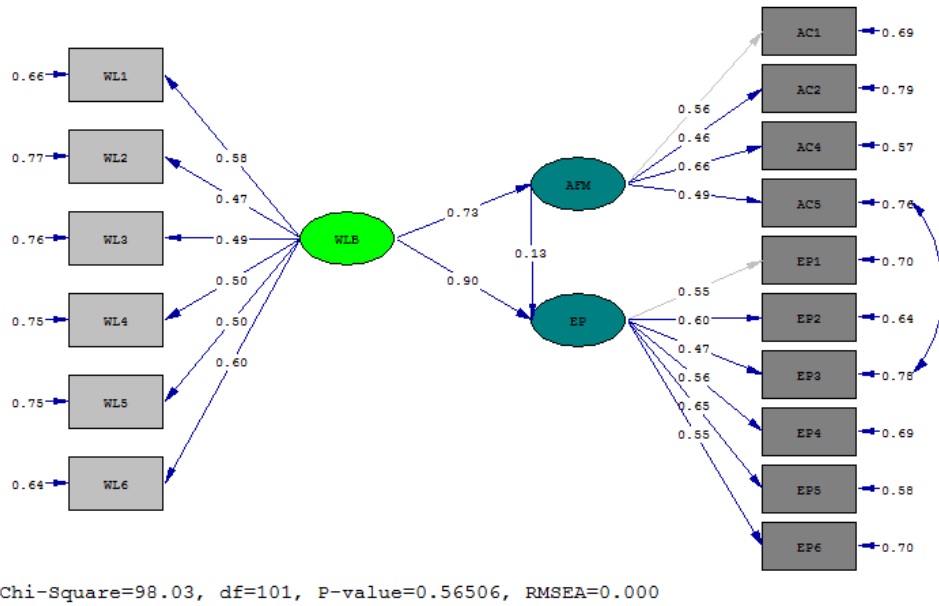 0.66 WL1
0.77 WL2
0.76 WL3
0.75 WL4
0.75 WL5
0.64 WL6
0.58
0.47
0.49
0.50
0.50
0.60
WLB
0.73
0.90
AFM
0.13
EP
0.56
0.46
0.66
0.49
0.55
0.60
0.47
0.56
0.65
0.55
AC1 0.69
AC2 0.79
AC4 0.57
AC5 0.76
EP1 0.70
EP2 0.64
EP3 0.78
EP4 0.69
EP5 0.58
EP6 0.70
Chi-Square=98.03, df=101, P-value=0.56506, RMSEA=0.000